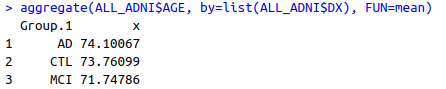 > aggregate(ALL_ADNI$AGE, by=list(ALL_ADNI$DX), FUN=mean)
  Group.1        x
1      AD 74.10067
2     CTL 73.76099
3     MCI 71.74786